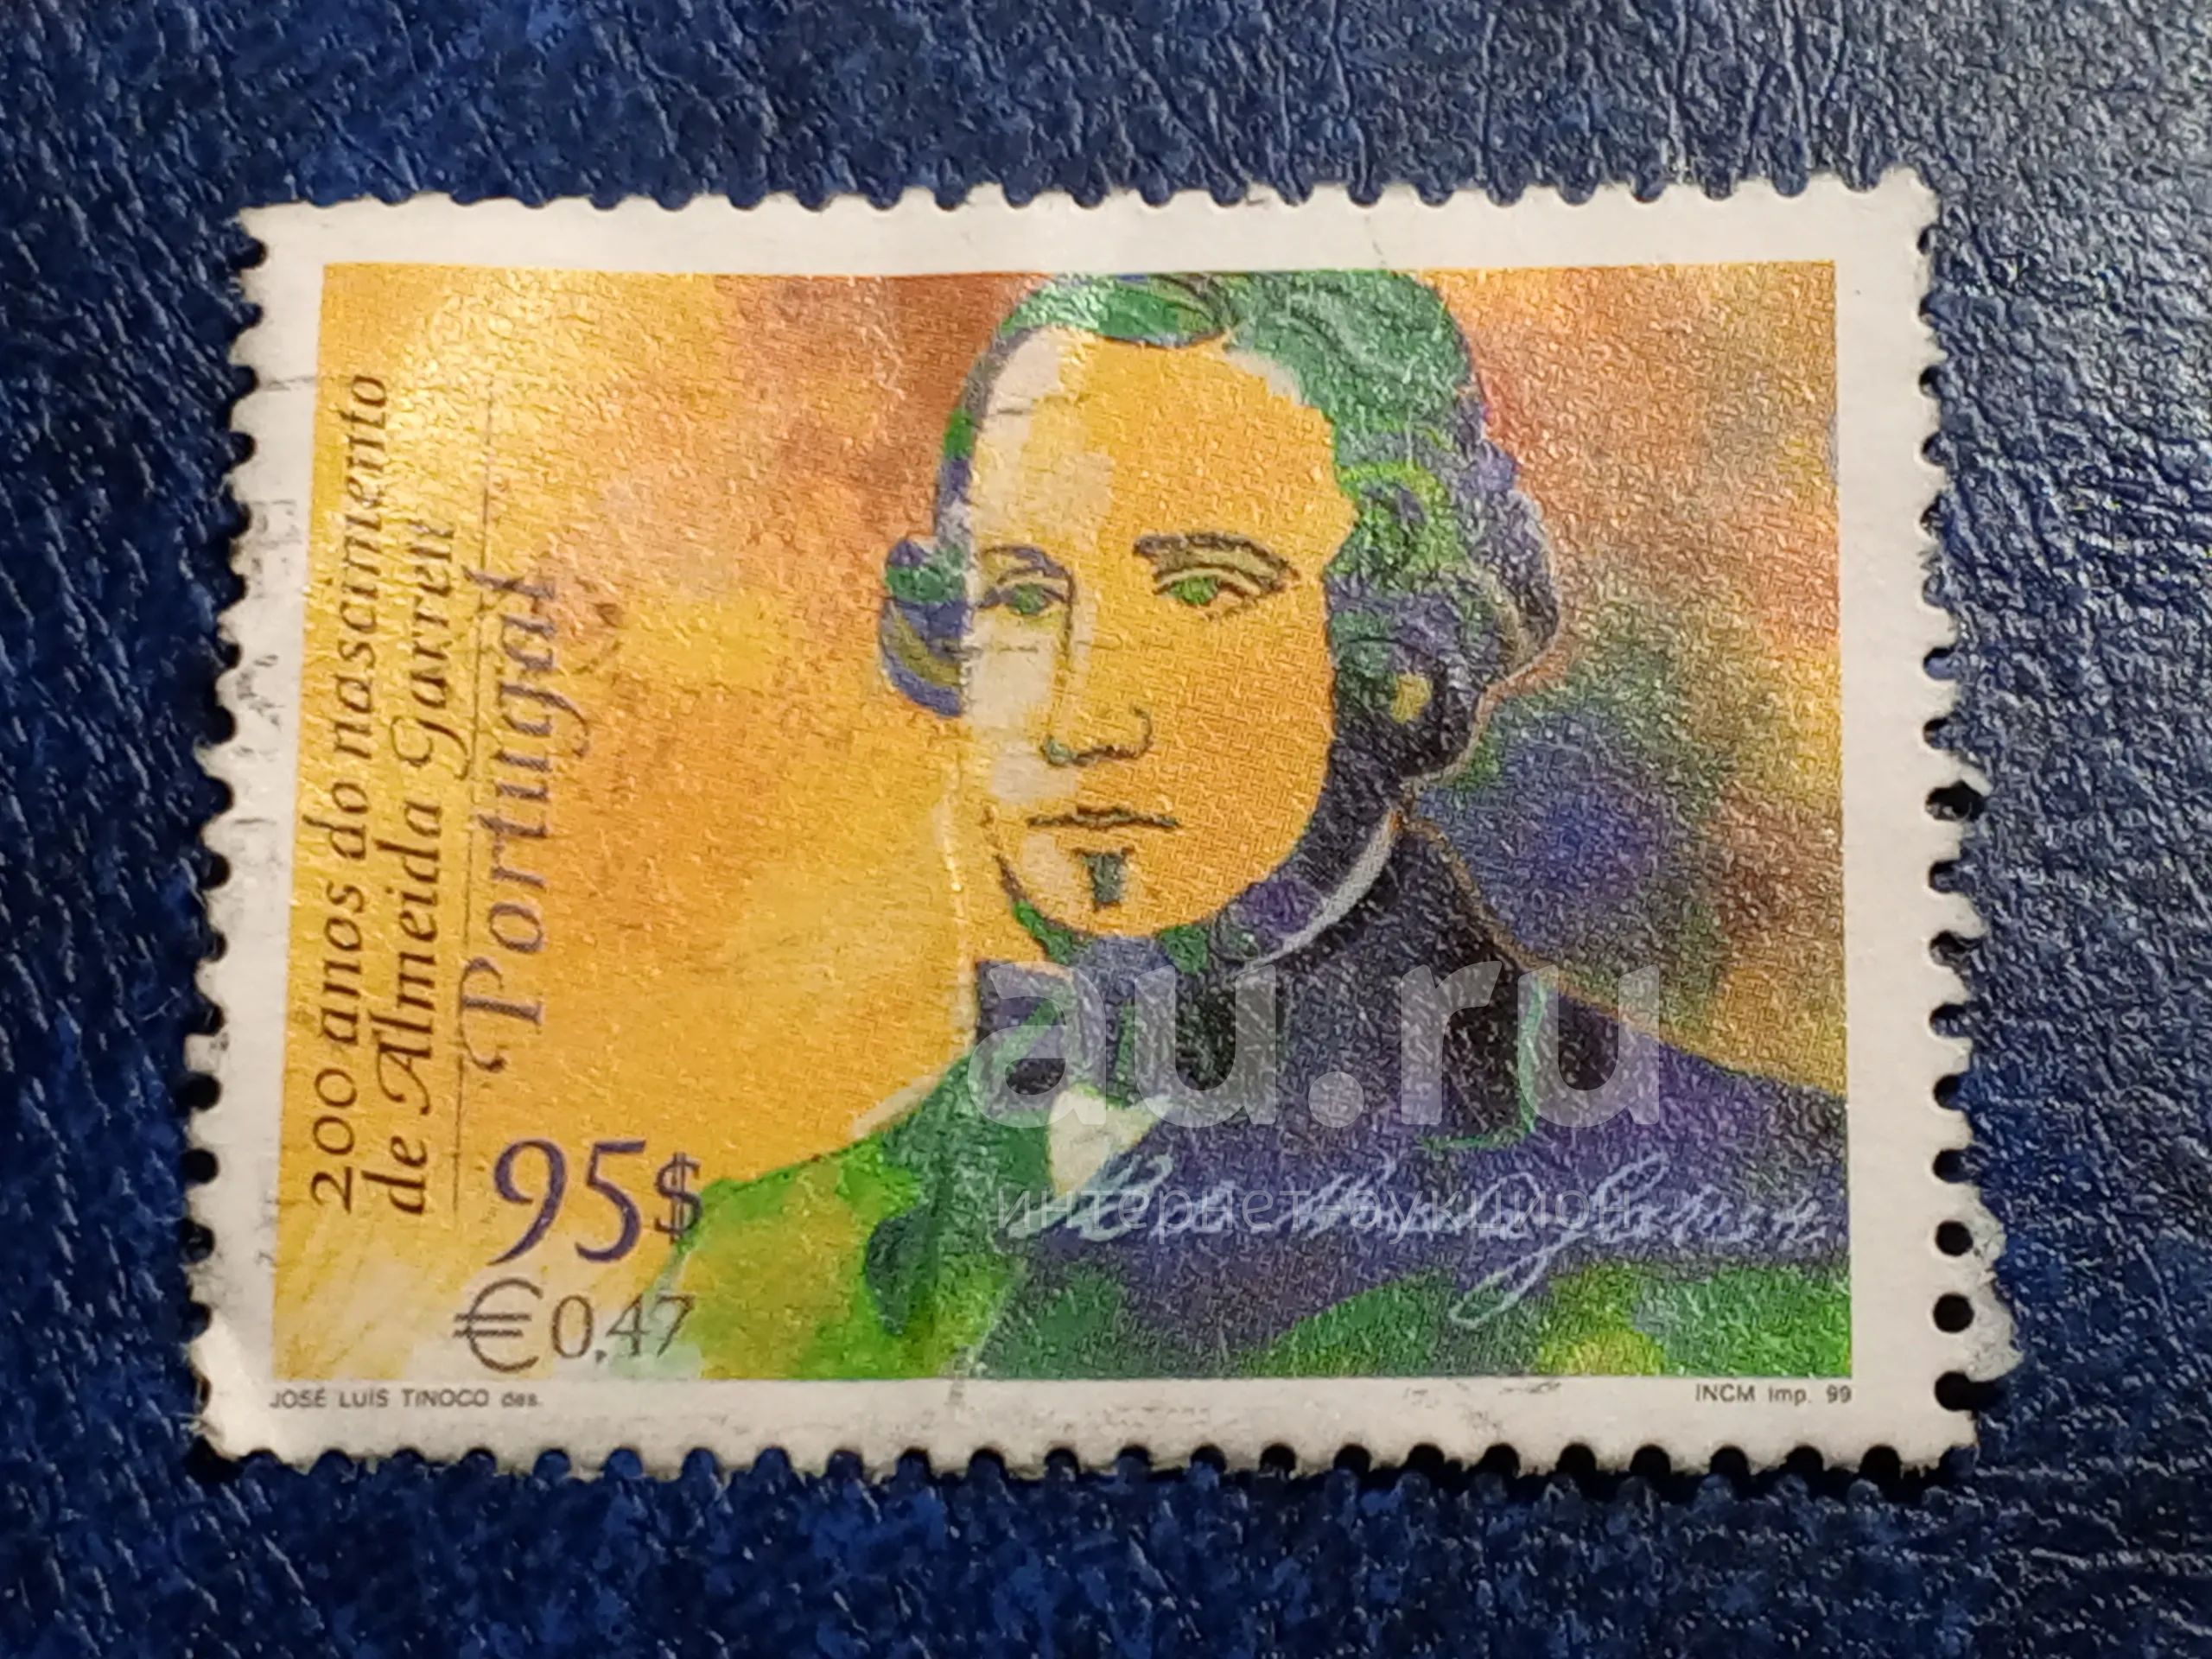 200 anos do nascimento
de Almeida Garrett
Portugal
95$
€0,47
au.ru
интернет-аукцион
JOSÉ LUÍS TINOCO des.
INCM Imp. 99